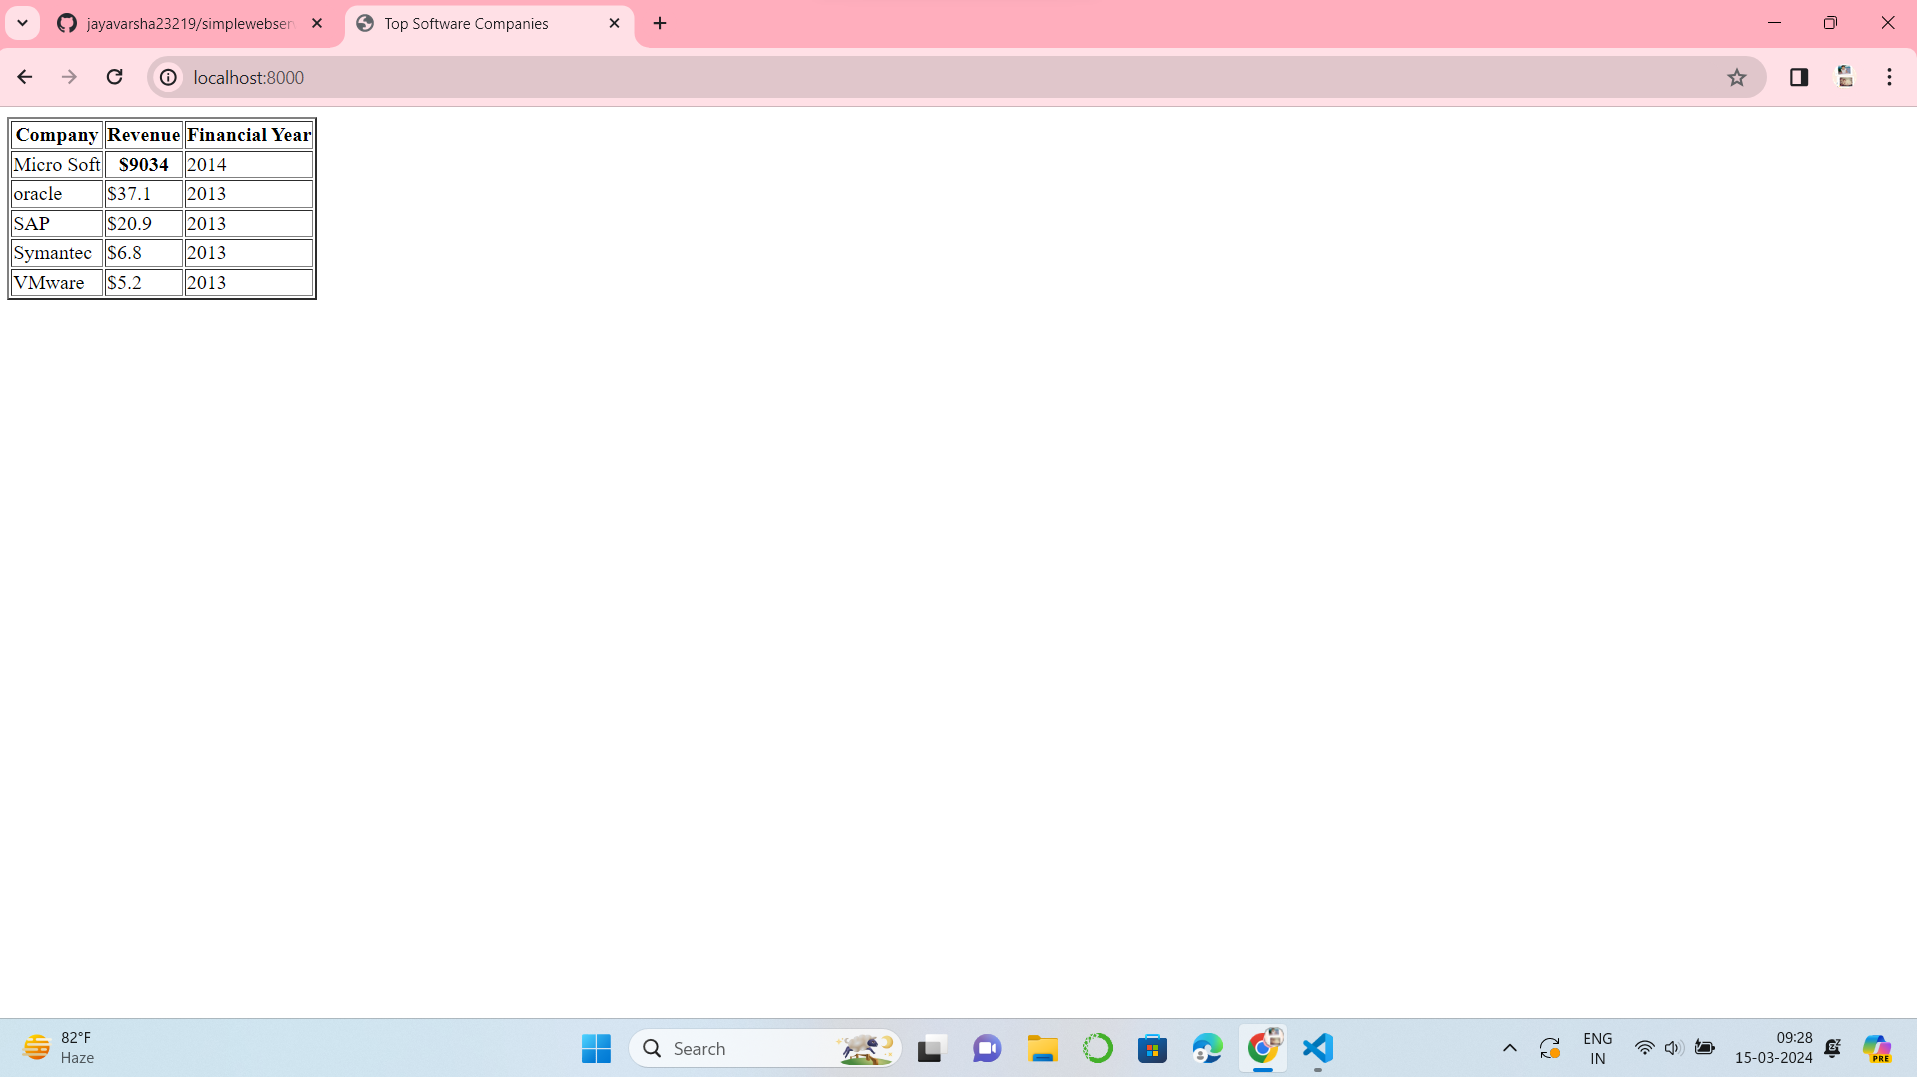 jayavarsha23219/simplewebser
Top Software Companies
localhost:8000
Company Revenue Financial Year
Micro Soft $9034 2014
oracle $37.1 2013
SAP $20.9 2013
Symantec $6.8 2013
VMware $5.2 2013
82°F
Haze
Search
ENG
IN
09:28
15-03-2024
PRE